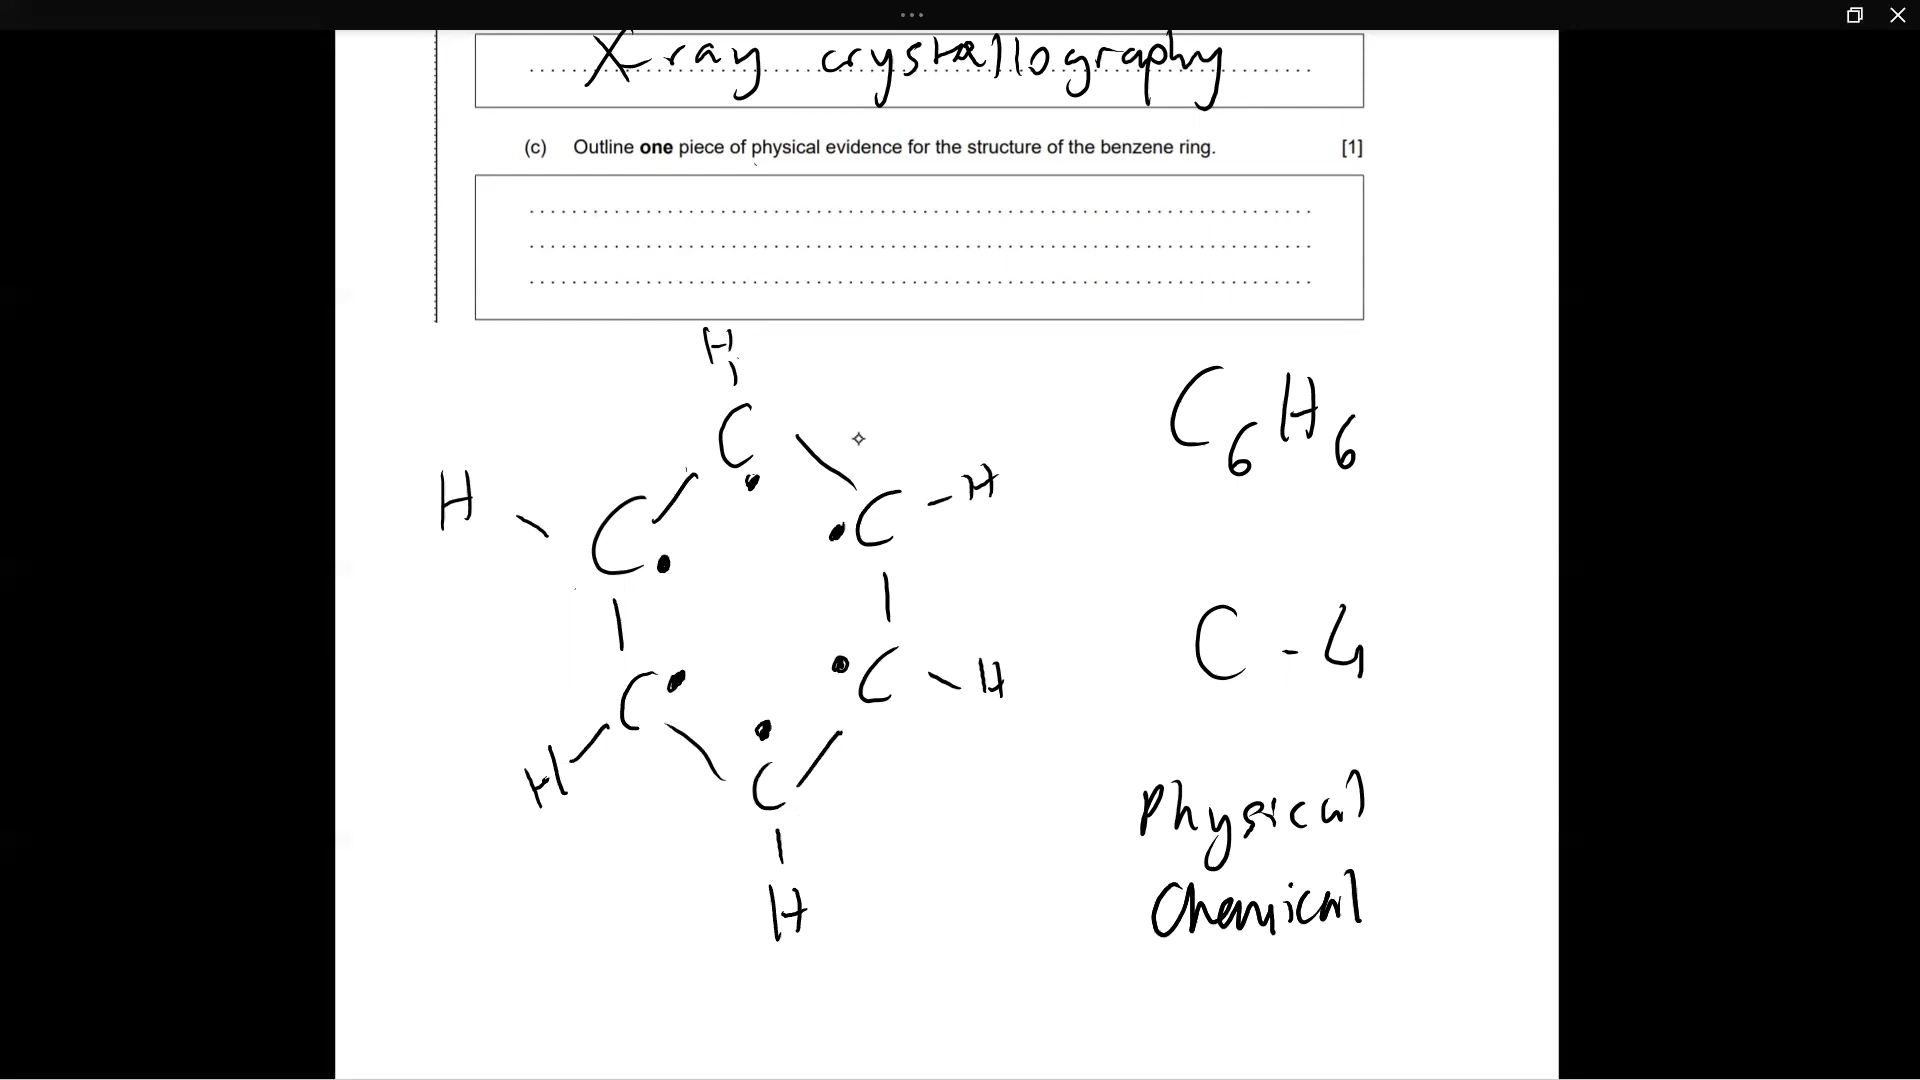 X-ray crystallography
(c) Outline one piece of physical evidence for the structure of the benzene ring. [1]
H
C
C6H6
H C C H
C - 4
C C H
H C
Physical
H
Chemical